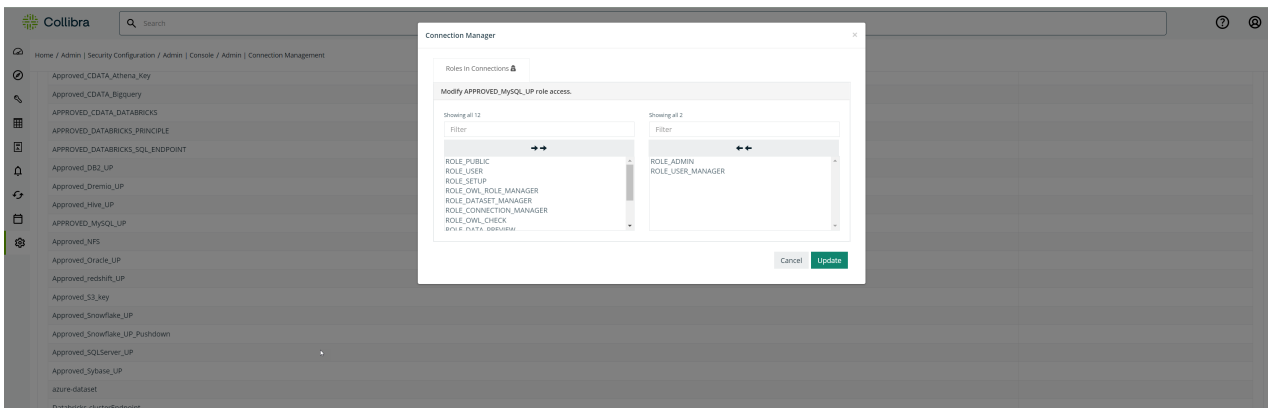 Collibra
Search
Home / Admin | Security Configuration / Admin | Console / Admin | Connection Management
Approved_CDATA_Athena_Key
Approved_CDATA_Bigquery
APPROVED_CDATA_DATABRICKS
APPROVED_DATABRICKS_PRINCIPLE
APPROVED_DATABRICKS_SQL_ENDPOINT
Approved_DB2_UP
Approved_Dremio_UP
Approved_Hive_UP
APPROVED_MySQL_UP
Approved_NFS
Approved_Oracle_UP
Approved_redshift_UP
Approved_S3_key
Approved_Snowflake_UP
Approved_Snowflake_UP_Pushdown
Approved_SQLServer_UP
Approved_Sybase_UP
azure-dataset
Databricks-clusterEndpoint
Connection Manager
×
Roles in Connections
Modify APPROVED_MySQL_UP role access.
Showing all 12
Filter
ROLE_PUBLIC
ROLE_USER
ROLE_SETUP
ROLE_OWL_ROLE_MANAGER
ROLE_DATASET_MANAGER
ROLE_CONNECTION_MANAGER
ROLE_OWL_CHECK
ROLE_DATA_PREVIEW
Showing all 2
Filter
ROLE_ADMIN
ROLE_USER_MANAGER
Cancel Update